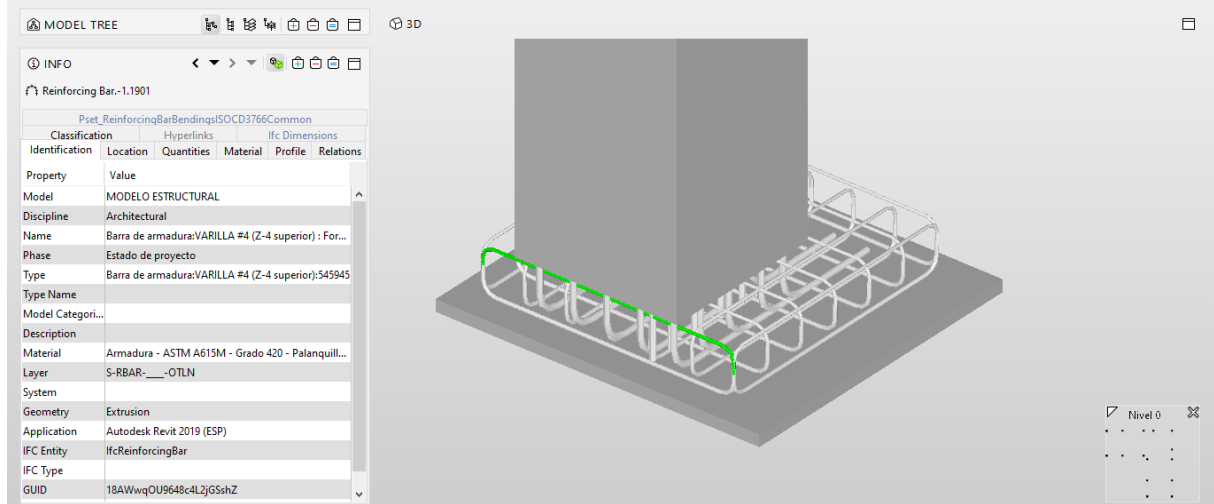 MODEL TREE
3D
INFO
Reinforcing Bar.-1.1901
Pset_ReinforcingBarBendingsISOCD3766Common
Classification Hyperlinks Ifc Dimensions
Identification Location Quantities Material Profile Relations
Property Value
Model MODELO ESTRUCTURAL
Discipline Architectural
Name Barra de armadura:VARILLA #4 (Z-4 superior) : For...
Phase Estado de proyecto
Type Barra de armadura:VARILLA #4 (Z-4 superior):545945
Type Name
Model Categori...
Description
Material Armadura - ASTM A615M - Grado 420 - Palanquill...
Layer S-RBAR-____-OTLN
System
Geometry Extrusion
Application Autodesk Revit 2019 (ESP)
IFC Entity IfcReinforcingBar
IFC Type
GUID 18AWwqOU9648c4L2jGSshZ
Nivel 0